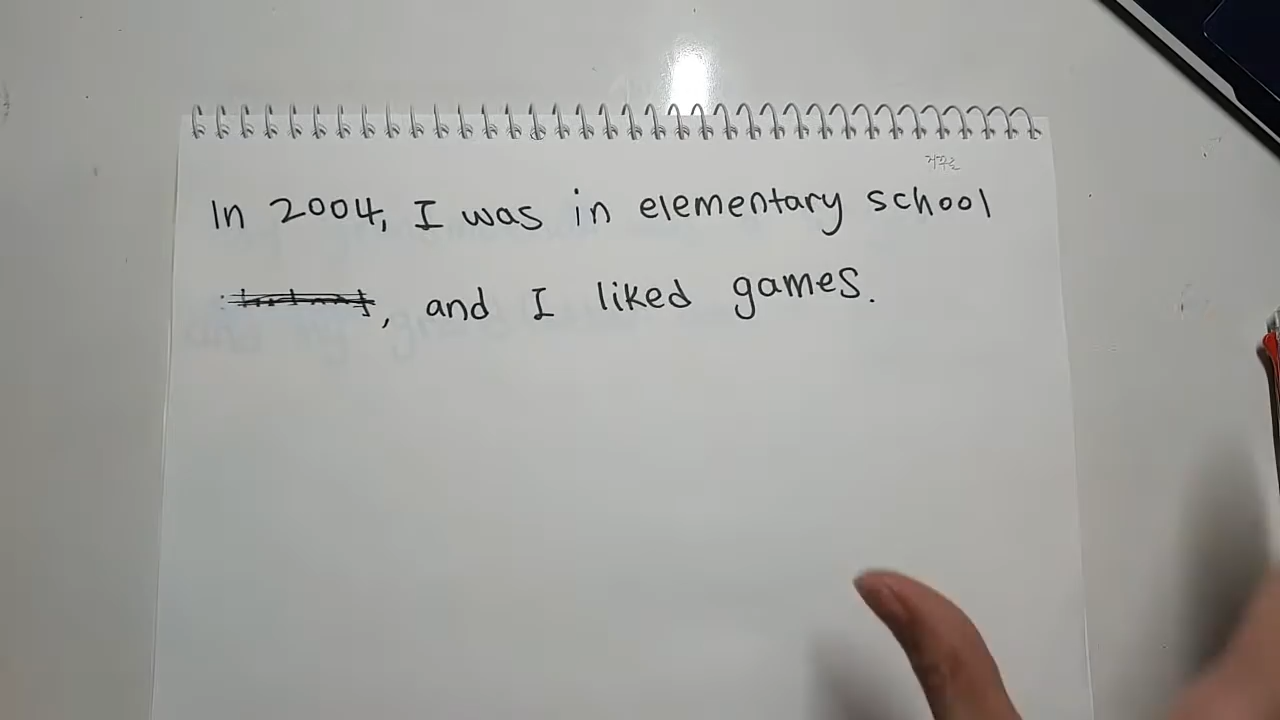 In 2004, I was in elementary school
, and I liked games.